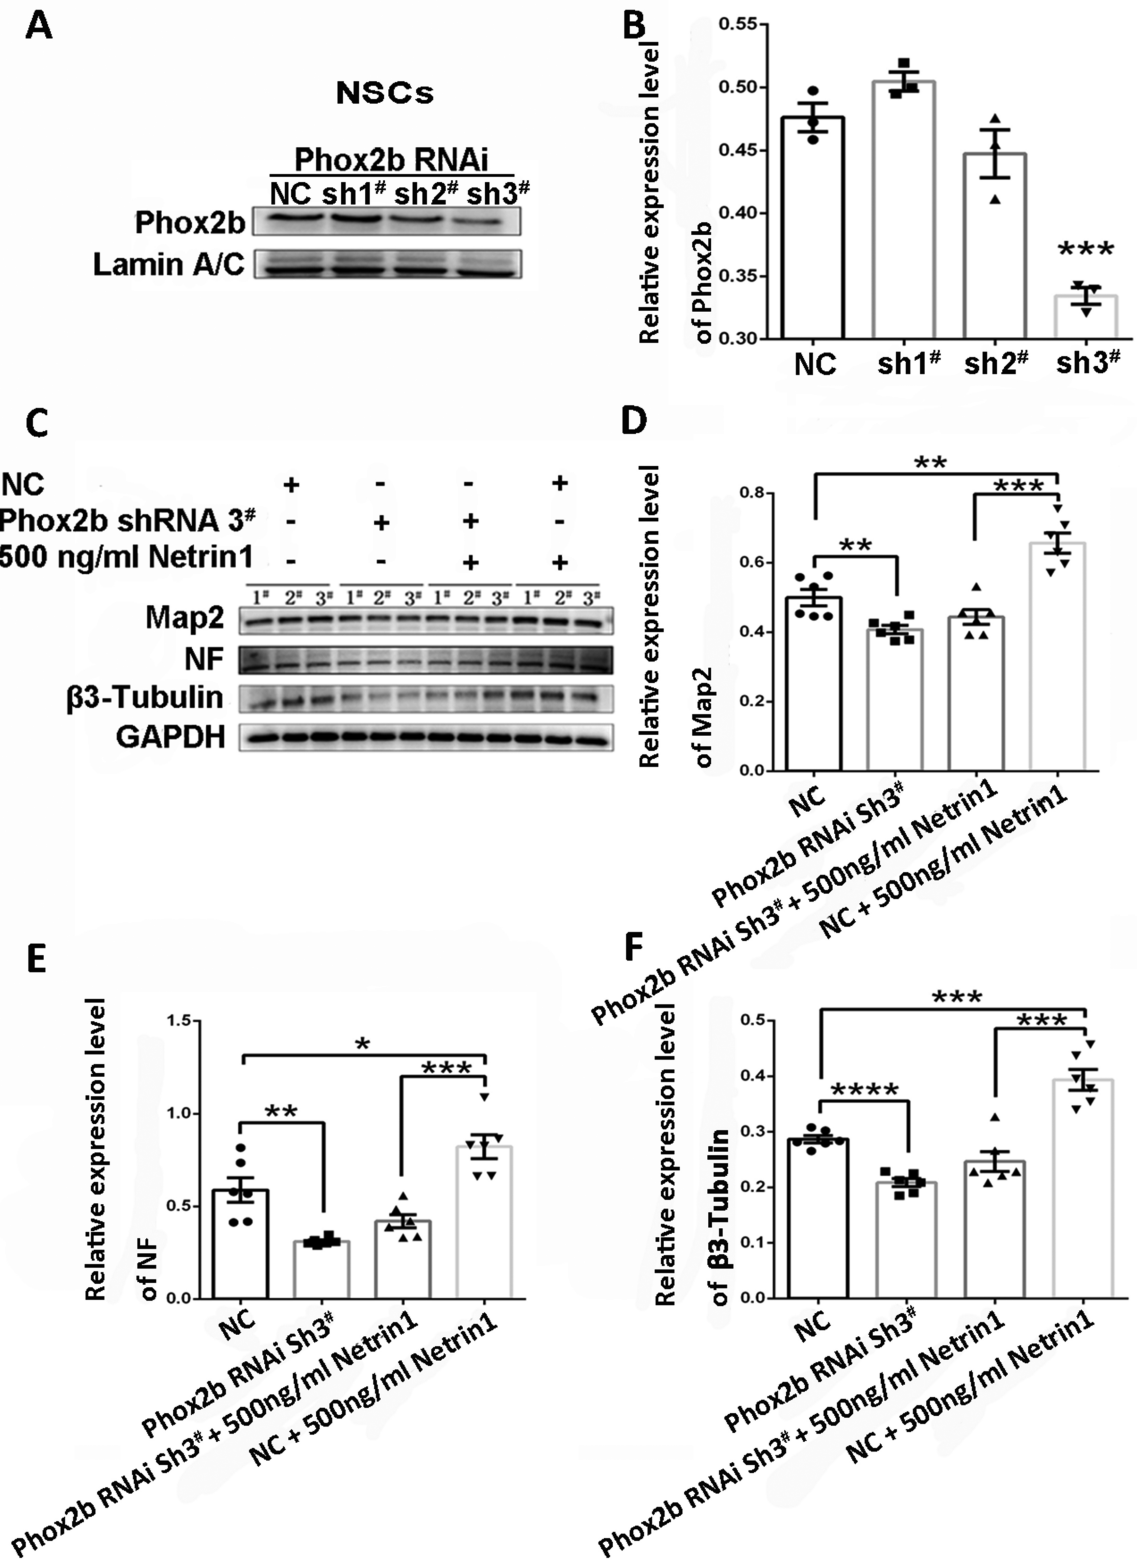 A
NSCs
Phox2b RNAi
NC sh1# sh2# sh3#
Phox2b
Lamin A/C
B
Relative expression level
of Phox2b
0.55
0.50
0.45
0.40
0.35
0.30
***
NC sh1# sh2# sh3#
C
NC + - - +
Phox2b shRNA 3# - + + -
500 ng/ml Netrin1 - - + +
1# 2# 3# 1# 2# 3# 1# 2# 3# 1# 2# 3#
Map2
NF
β3-Tubulin
GAPDH
D
Relative expression level
of Map2
0.8
0.6
0.4
0.2
0.0
**
***
**
NC
Phox2b RNAi Sh3#
Phox2b RNAi Sh3# + 500ng/ml Netrin1
NC + 500ng/ml Netrin1
E
Relative expression level
of NF
1.5
1.0
0.5
0.0
*
***
**
NC
Phox2b RNAi Sh3#
Phox2b RNAi Sh3# + 500ng/ml Netrin1
NC + 500ng/ml Netrin1
F
Relative expression level
of β3-Tubulin
0.5
0.4
0.3
0.2
0.1
0.0
***
***
****
NC
Phox2b RNAi Sh3#
Phox2b RNAi Sh3# + 500ng/ml Netrin1
NC + 500ng/ml Netrin1